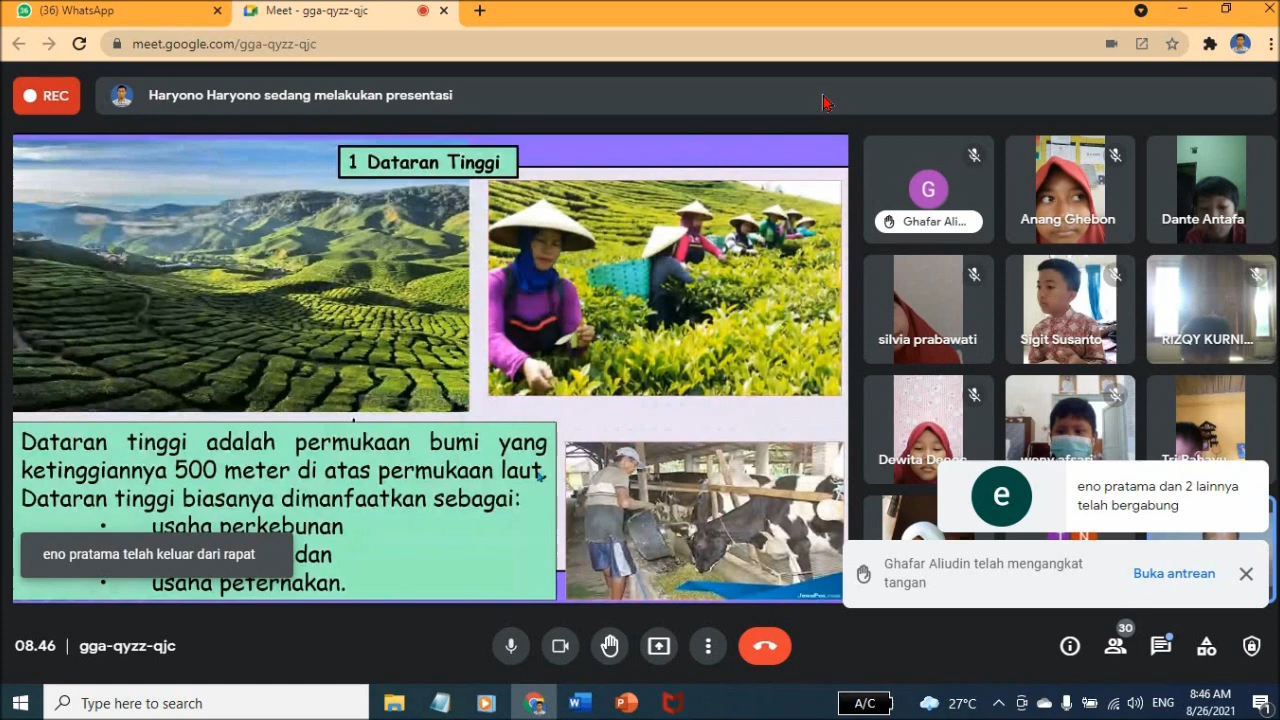 (36) WhatsApp
Meet - gga-qyzz-qjc
meet.google.com/gga-qyzz-qjc
REC
Haryono Haryono sedang melakukan presentasi
1 Dataran Tinggi
Dataran tinggi adalah permukaan bumi yang
ketinggiannya 500 meter di atas permukaan laut.
Dataran tinggi biasanya dimanfaatkan sebagai:
• usaha perkebunan
dan
• usaha peternakan.
eno pratama telah keluar dari rapat
JawaPos.com
G
Ghafar Ali...
Anang Ghebon
Dante Antafa
silvia prabawati
Sigit Susanto
RIZQY KURNI...
e
eno pratama dan 2 lainnya
telah bergabung
Ghafar Aliudin telah mengangkat
tangan
Buka antrean
08.46 | gga-qyzz-qjc
30
Type here to search
A/C
27°C
ENG
8:46 AM
8/26/2021
1